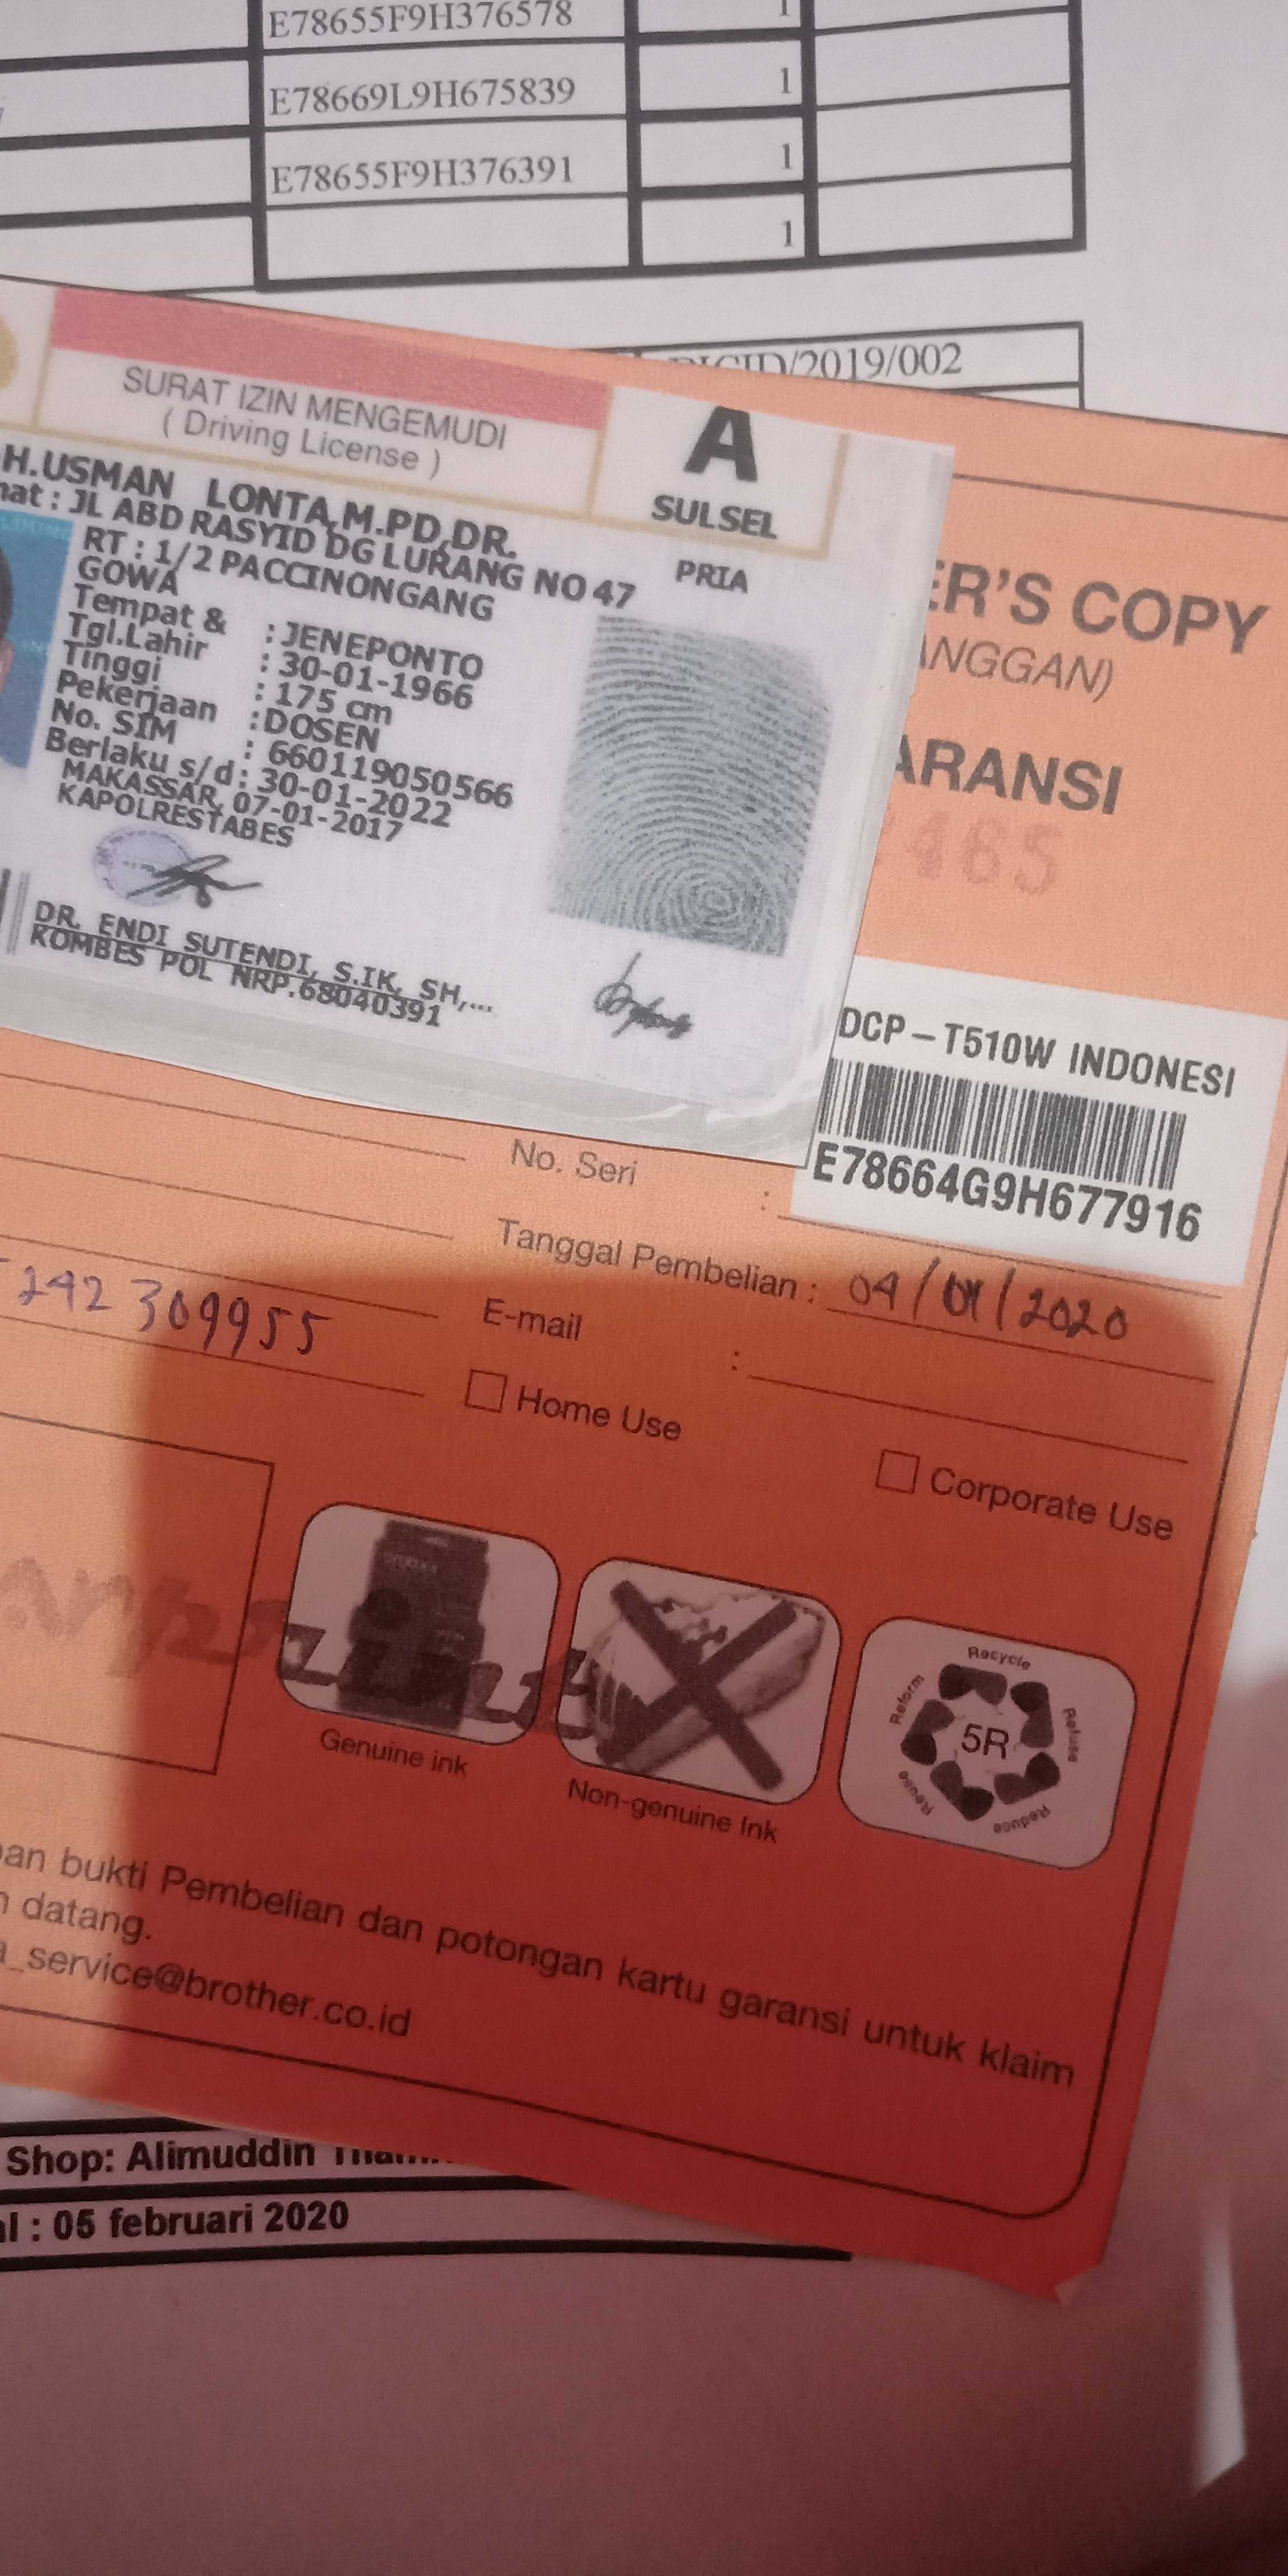 E78655F9H376578 1
E78669L9H675839 1
E78655F9H376391 1
1
/2019/002
SURAT IZIN MENGEMUDI
( Driving License )
A
SULSEL
H.USMAN LONTA,M.PD,DR.
: JL ABD RASYID DG LURANG NO 47
PRIA
RT : 1/2 PACCINONGANG
GOWA
Tempat & : JENEPONTO
Tgl.Lahir : 30-01-1966
Tinggi : 175 cm
Pekerjaan : DOSEN
No. SIM : 660119050566
Berlaku s/d : 30-01-2022
MAKASSAR, 07-01-2017
KAPOLRESTABES
DR. ENDI SUTENDI, S.IK, SH,...
KOMBES POL NRP.68040391
ER'S COPY
ANGGAN)
ARANSI
465
DCP – T510W INDONESI
E78664G9H677916
No. Seri :
Tanggal Pembelian : 04/01/2020
242 309955
E-mail :
Home Use
Corporate Use
Genuine ink
Non-genuine Ink
Recycle
Refuse
Reduce
Reuse
Reform
5R
an bukti Pembelian dan potongan kartu garansi untuk klaim
datang.
a_service@brother.co.id
Shop: Alimuddin
al : 05 februari 2020